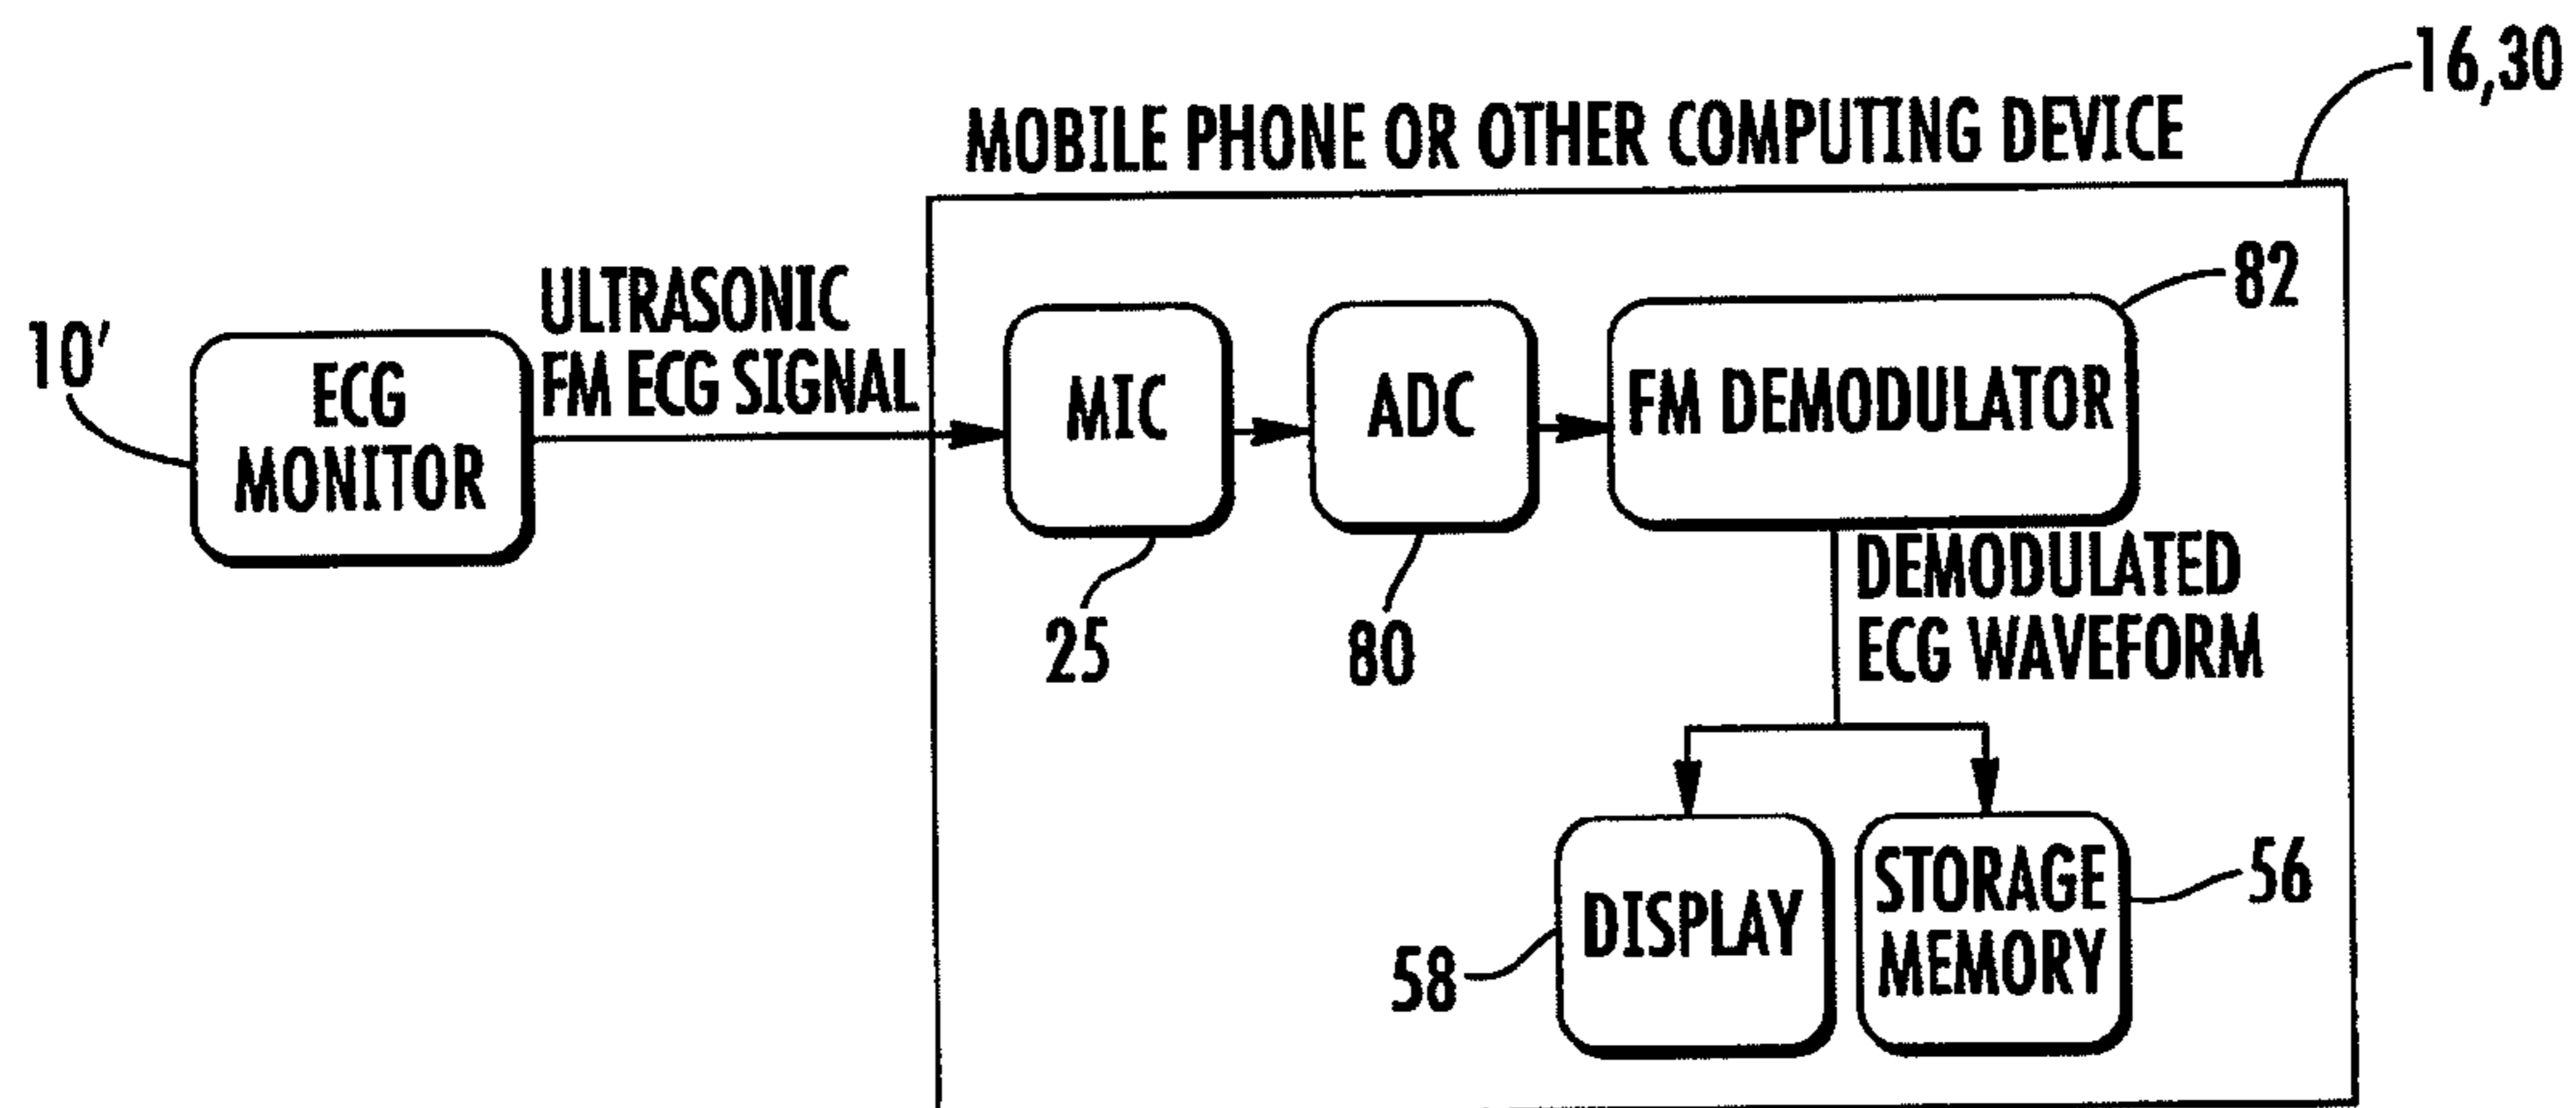 16,30
MOBILE PHONE OR OTHER COMPUTING DEVICE
10'
ECG
MONITOR
ULTRASONIC
FM ECG SIGNAL
MIC
25
ADC
80
FM DEMODULATOR
82
DEMODULATED
ECG WAVEFORM
DISPLAY
58
STORAGE
MEMORY
56